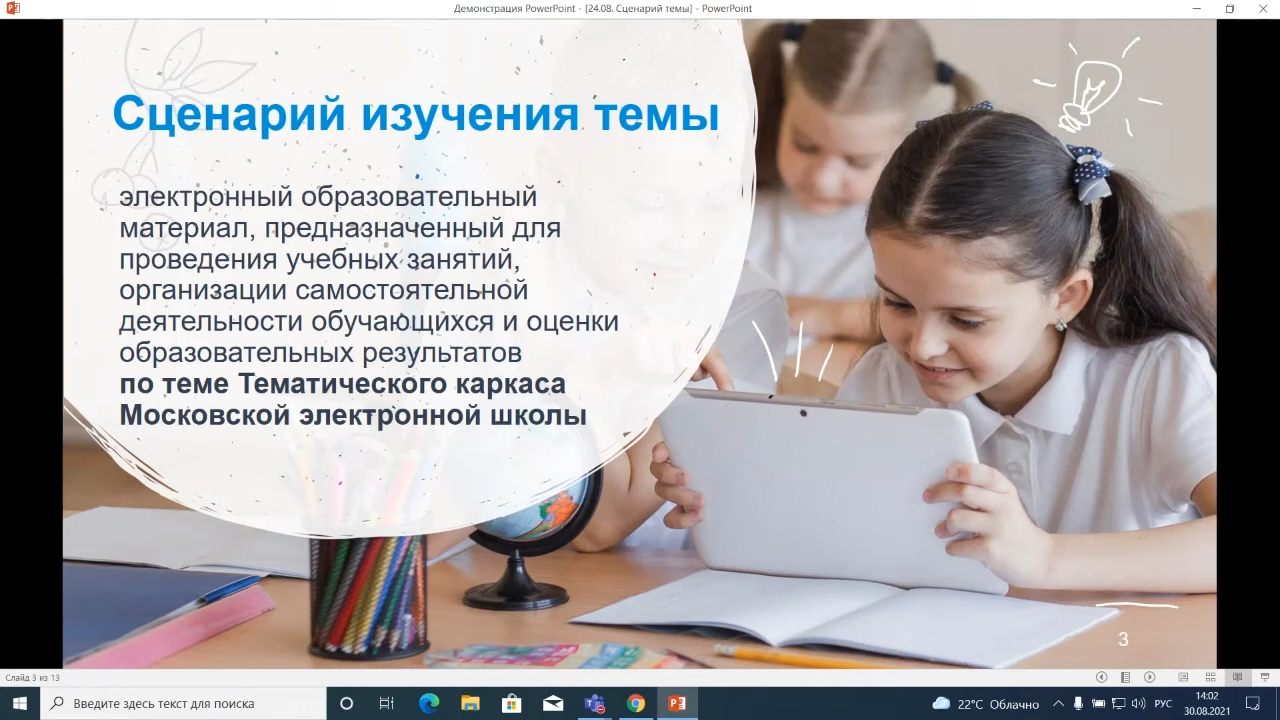 Демонстрация PowerPoint - [24.08. Сценарий темы] - PowerPoint
Сценарий изучения темы
электронный образовательный
материал, предназначенный для
проведения учебных занятий,
организации самостоятельной
деятельности обучающихся и оценки
образовательных результатов
по теме Тематического каркаса
Московской электронной школы
3
Слайд 3 из 13
Введите здесь текст для поиска
22°C Облачно
РУС
14:02
30.08.2021